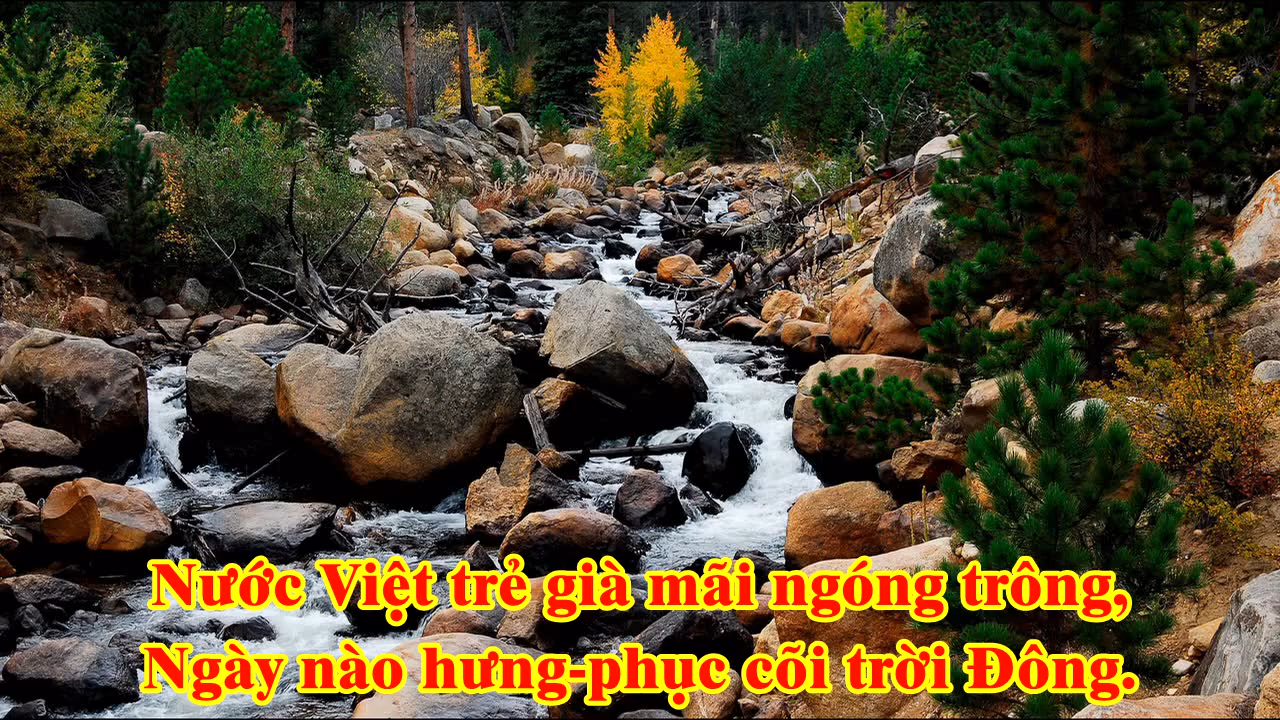 Nước Việt trẻ già mãi ngóng trông,
Ngày nào hưng-phục cõi trời Đông.